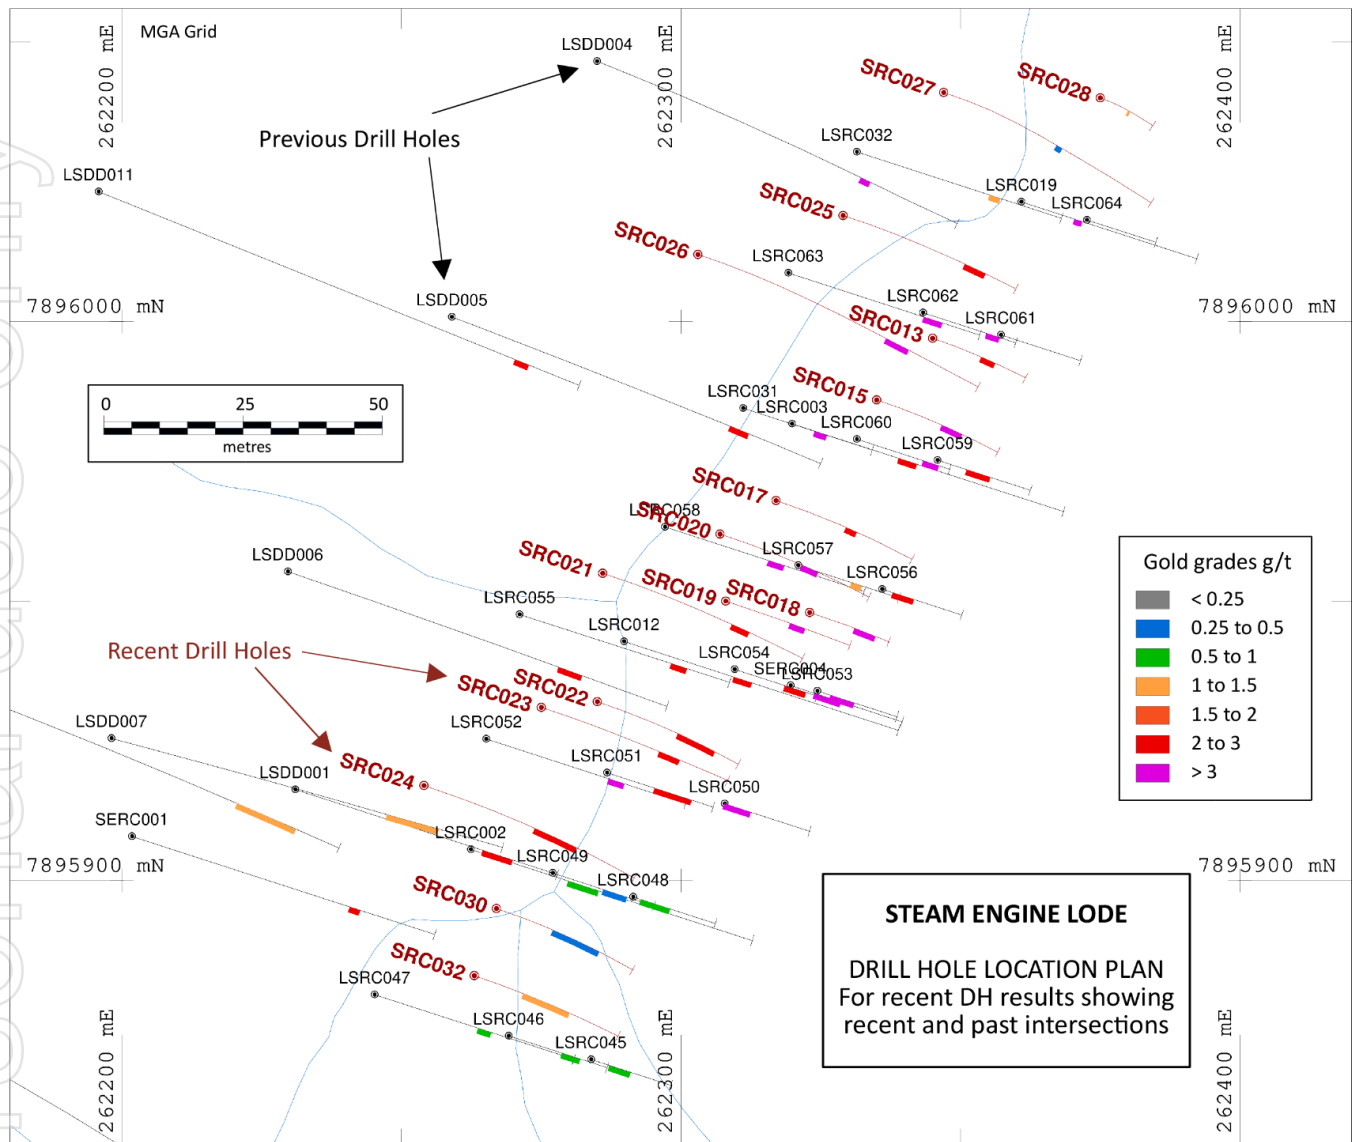 MGA Grid
262200 mE
262300 mE
262400 mE
LSDD004
SRC027
SRC028
Previous Drill Holes
LSRC032
LSDD011
LSRC019
LSRC064
SRC025
SRC026
LSRC063
LSDD005
LSRC062
7896000 mN
7896000 mN
SRC013
LSRC061
0 25 50
metres
SRC015
LSRC031
LSRC003
LSRC060
LSRC059
SRC017
LSRC058
SRC020
LSDD006
SRC021
LSRC057
LSRC056
SRC019
SRC018
LSRC055
LSRC012
Gold grades g/t
< 0.25
0.25 to 0.5
0.5 to 1
1 to 1.5
1.5 to 2
2 to 3
> 3
Recent Drill Holes
LSRC054
SERC004
LSRC053
SRC022
SRC023
LSDD007
LSRC052
SRC024
LSDD001
LSRC051
LSRC050
SERC001
LSRC002
LSRC049
7895900 mN
7895900 mN
LSRC048
SRC030
SRC032
LSRC047
LSRC046
LSRC045
STEAM ENGINE LODE
DRILL HOLE LOCATION PLAN
For recent DH results showing
recent and past intersections
262200 mE
262300 mE
262400 mE